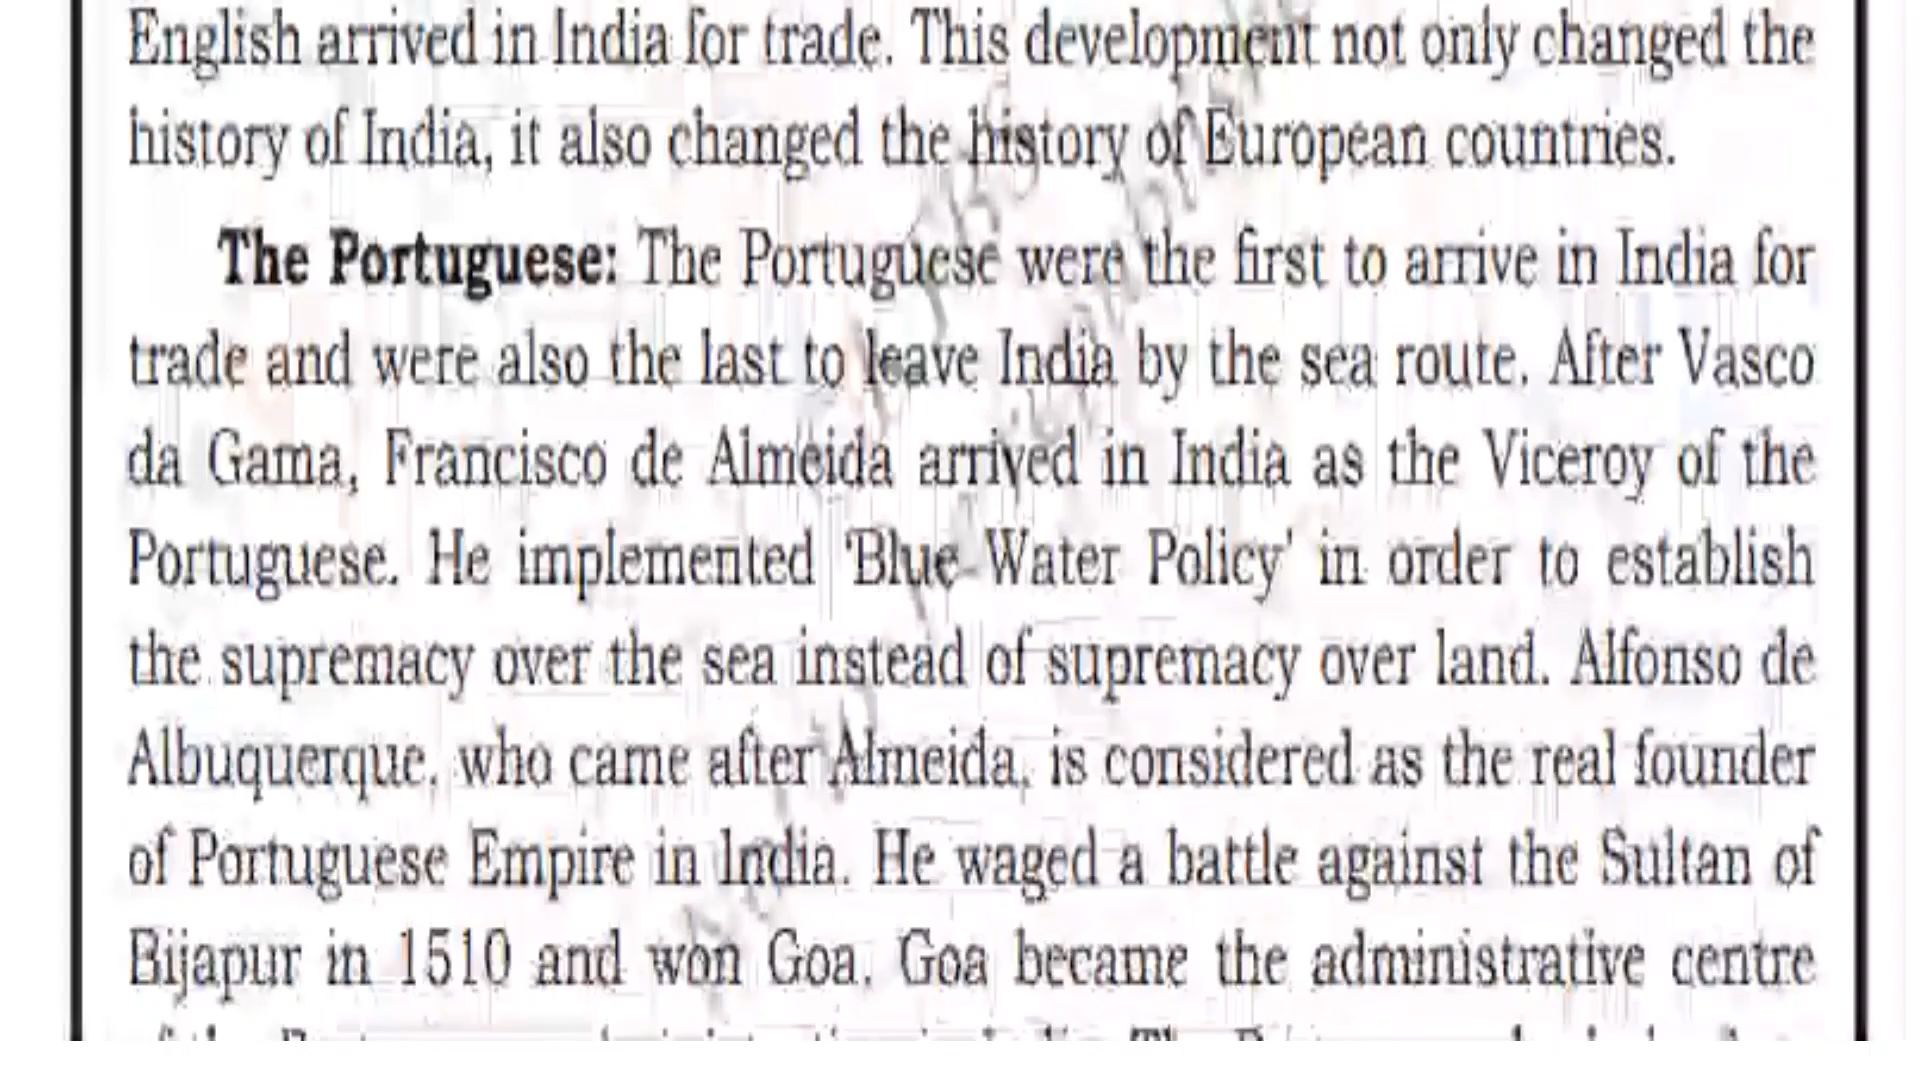 English arrived in India for trade. This development not only changed the
history of India, it also changed the history of European countries.
The Portuguese: The Portuguese were the first to arrive in India for
trade and were also the last to leave India by the sea route. After Vasco
da Gama, Francisco de Almeida arrived in India as the Viceroy of the
Portuguese. He implemented 'Blue Water Policy' in order to establish
the supremacy over the sea instead of supremacy over land. Alfonso de
Albuquerque, who came after Almeida, is considered as the real founder
of Portuguese Empire in India. He waged a battle against the Sultan of
Bijapur in 1510 and won Goa. Goa became the administrative centre